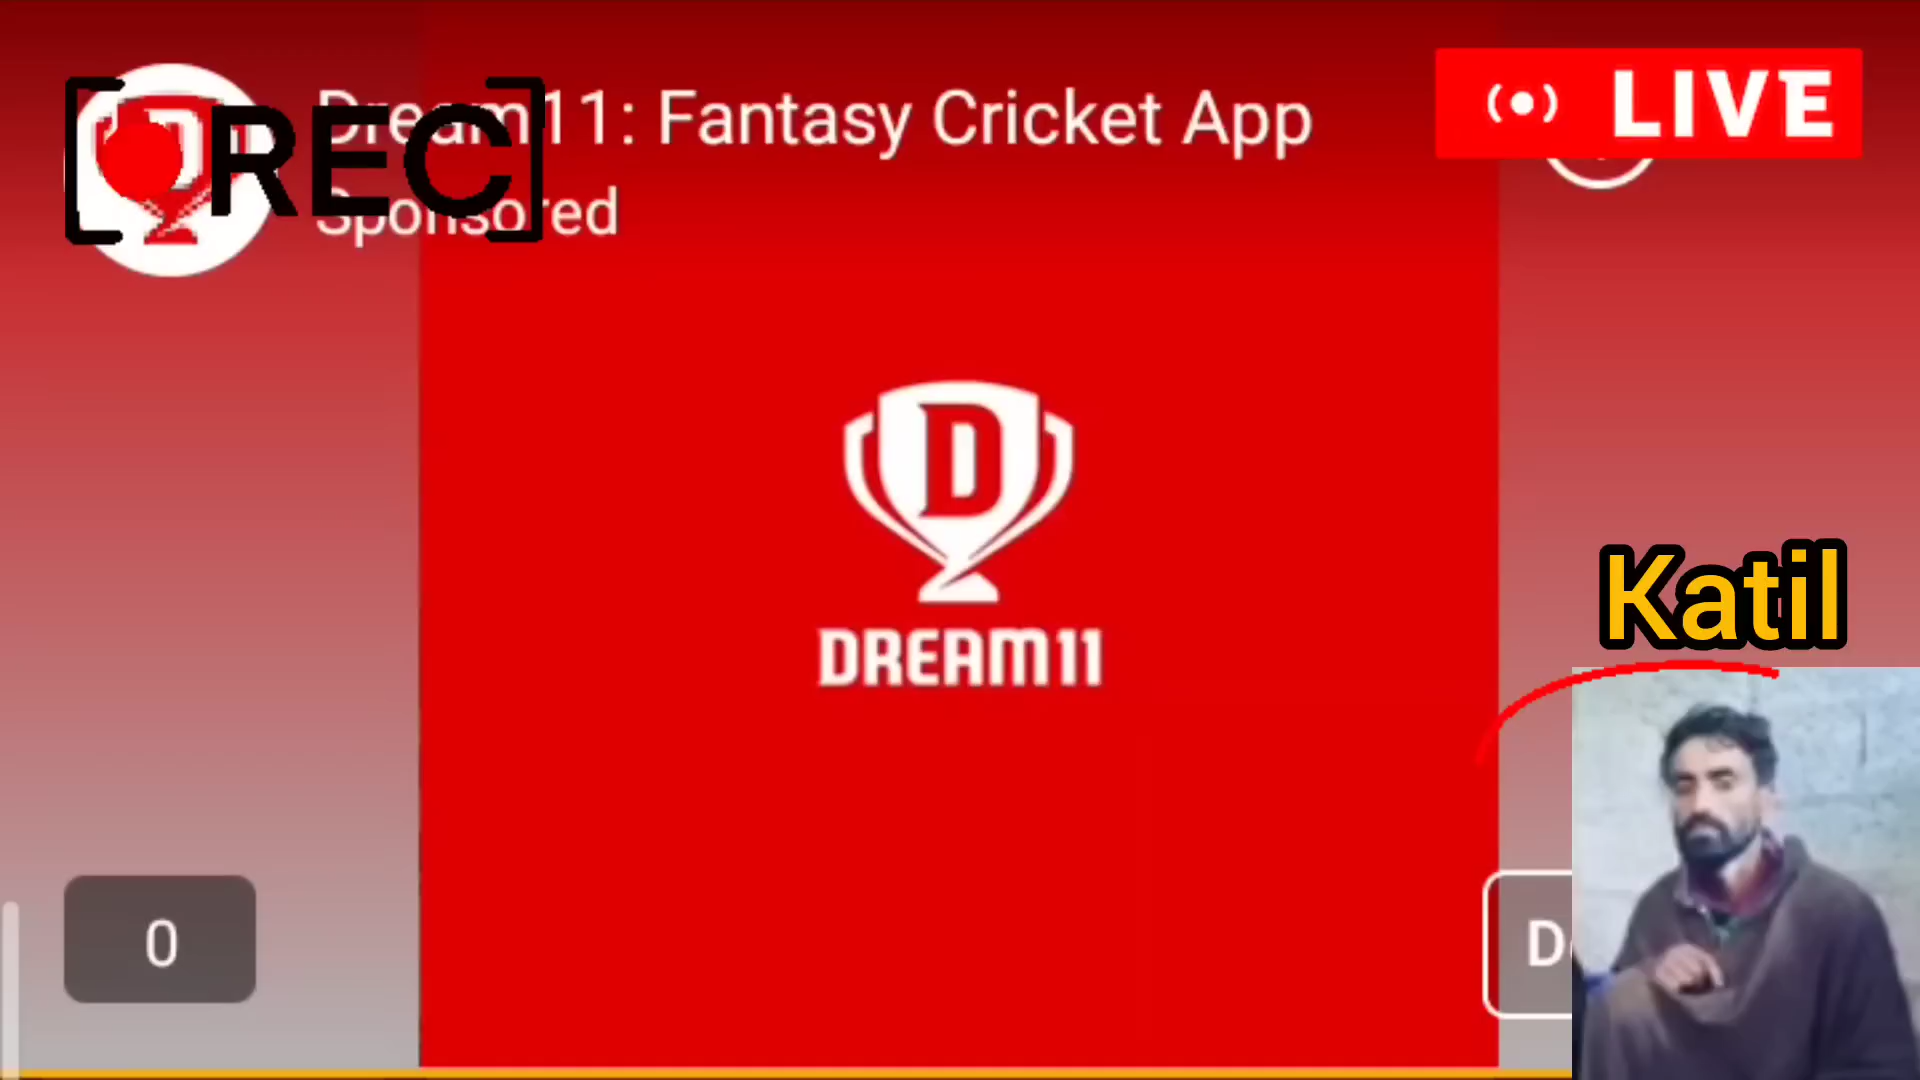 Dream11: Fantasy Cricket App
Sponsored
REC
LIVE
D
DREAM11
Katil
0